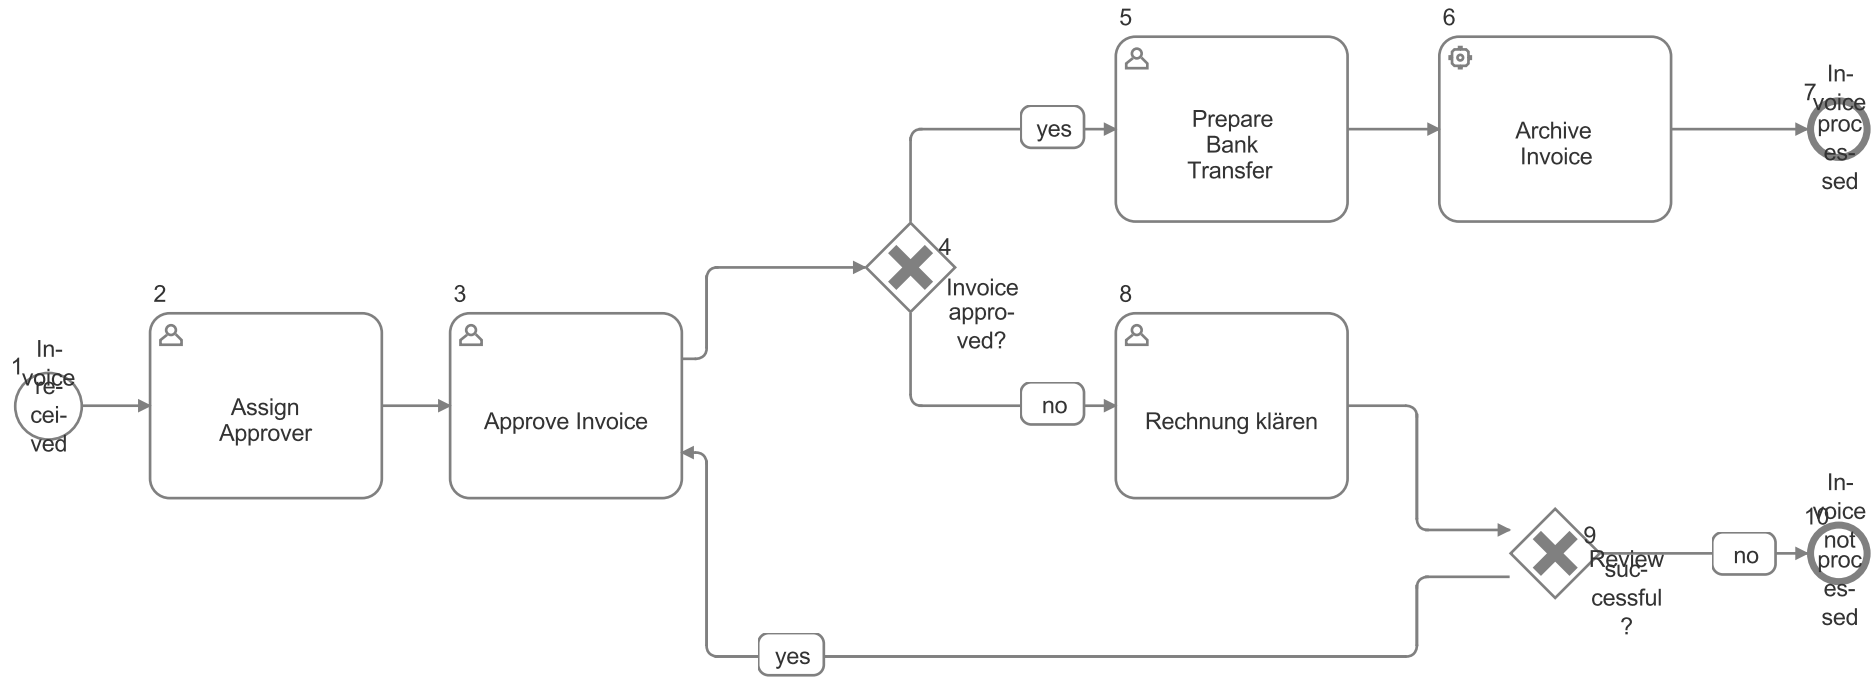 1
In-
voice
re-
cei-
ved
2
Assign
Approver
3
Approve Invoice
4
Invoice
appro-
ved?
yes
5
Prepare
Bank
Transfer
6
Archive
Invoice
7
In-
voice
proc
es-
sed
no
8
Rechnung klären
9
Review
suc-
cessful
?
yes
no
10
In-
voice
not
proc
es-
sed